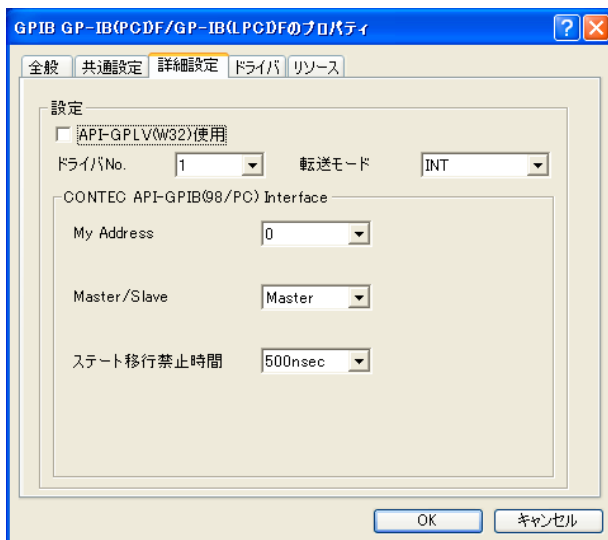 GPIB GP-IB(PCI)F/GP-IB(LPCI)Fのプロパティ
全般 共通設定 詳細設定 ドライバ リソース
設定
API-GPLV(W32)使用
ドライバNo. 1 転送モード INT
CONTEC API-GPIB(98/PC) Interface
My Address 0
Master/Slave Master
ステート移行禁止時間 500nsec
OK キャンセル